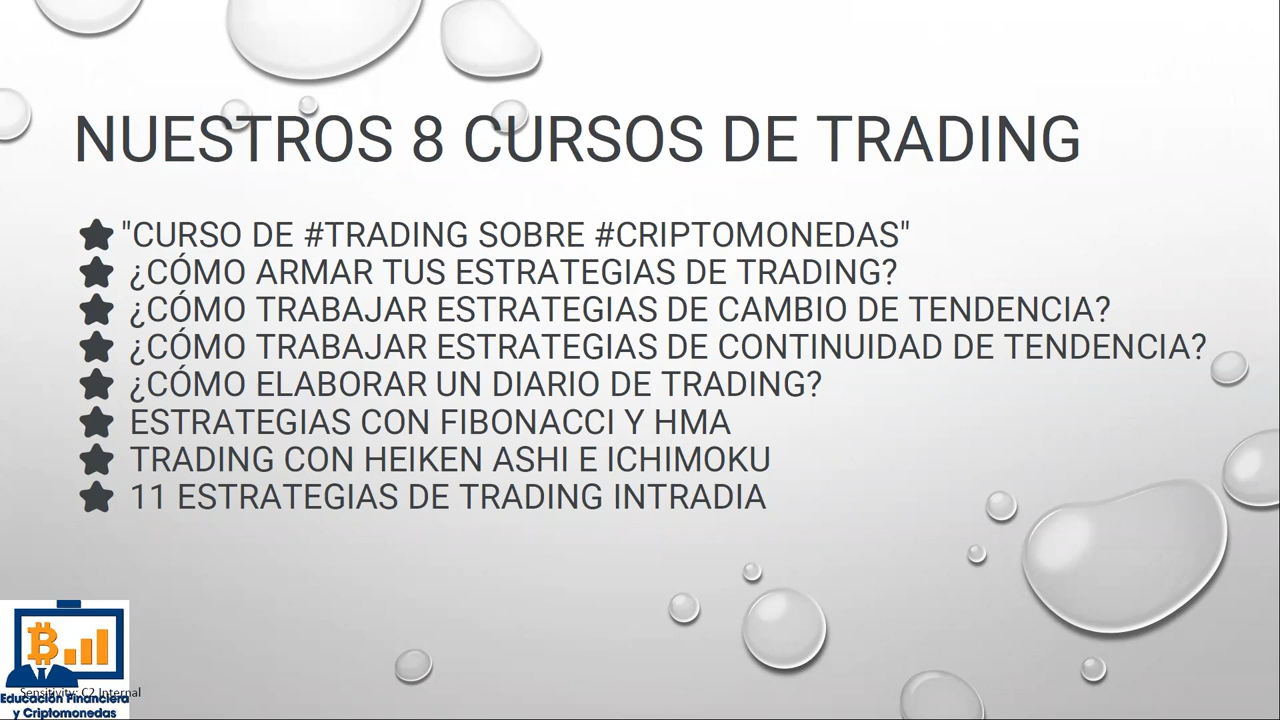 NUESTROS 8 CURSOS DE TRADING
"CURSO DE #TRADING SOBRE #CRIPTOMONEDAS"
¿CÓMO ARMAR TUS ESTRATEGIAS DE TRADING?
¿CÓMO TRABAJAR ESTRATEGIAS DE CAMBIO DE TENDENCIA?
¿CÓMO TRABAJAR ESTRATEGIAS DE CONTINUIDAD DE TENDENCIA?
¿CÓMO ELABORAR UN DIARIO DE TRADING?
ESTRATEGIAS CON FIBONACCI Y HMA
TRADING CON HEIKEN ASHI E ICHIMOKU
11 ESTRATEGIAS DE TRADING INTRADIA
Sensitivity: C2 Internal
Educación Financiera
y Criptomonedas